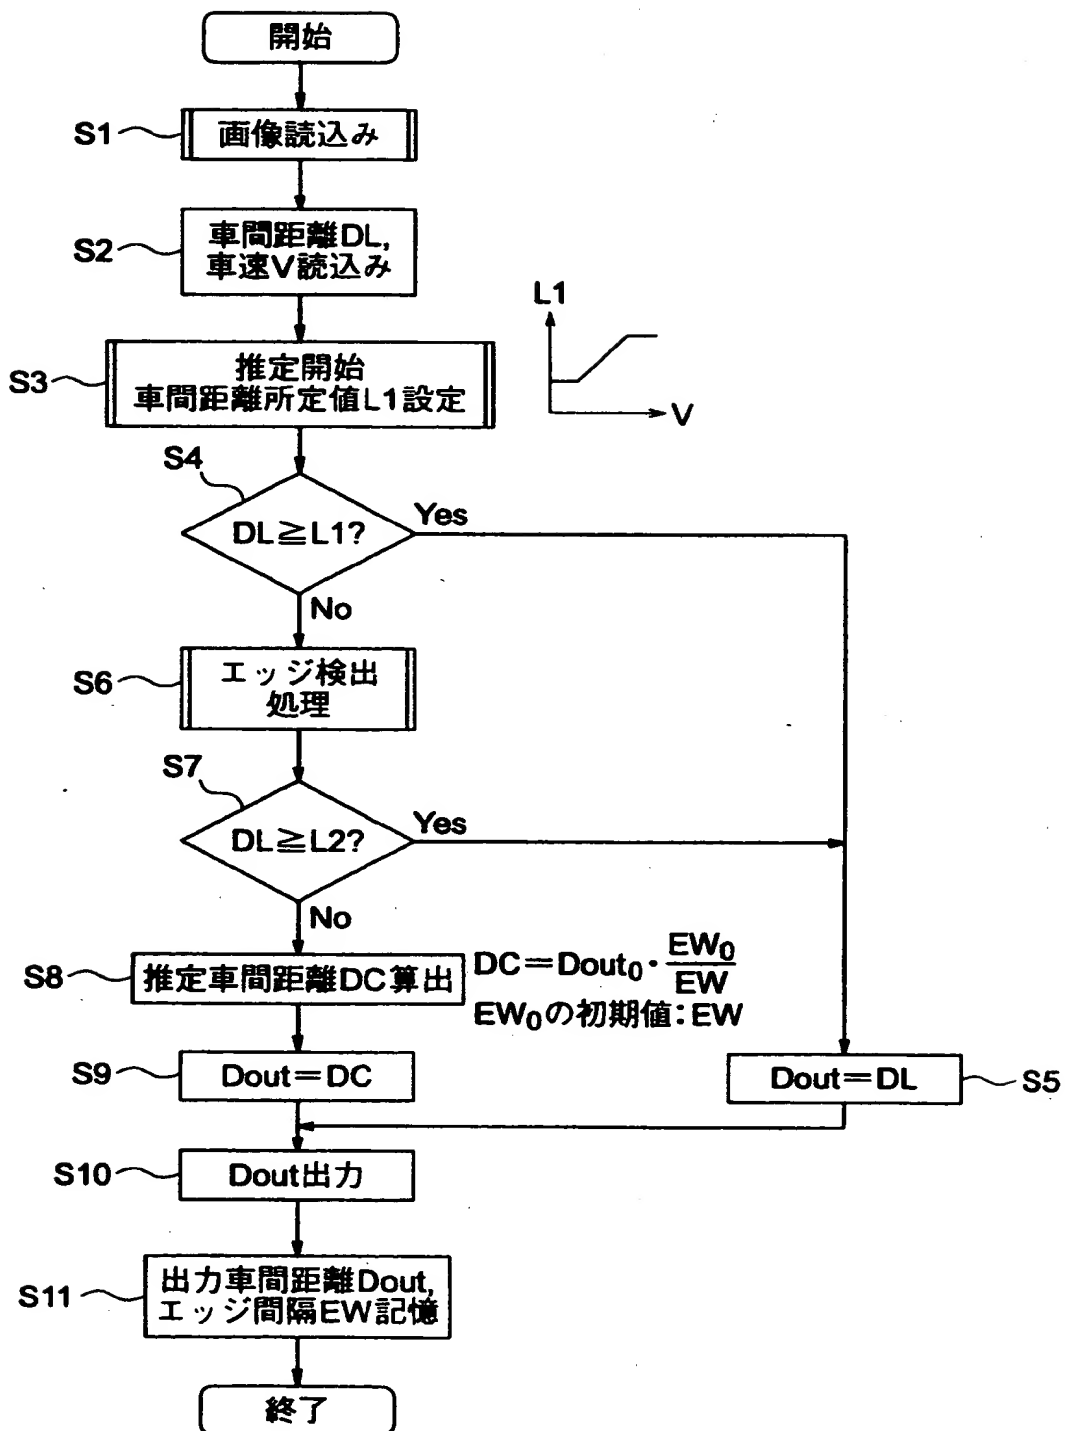 開始
S1
画像読込み
S2
車間距離DL,
車速V読込み
L1
V
S3
推定開始
車間距離所定値L1設定
S4
DL≧L1?
Yes
No
S6
エッジ検出
処理
S7
DL≧L2?
Yes
No
S8
推定車間距離DC算出
DC=Dout₀・EW₀/EW
EW₀の初期値:EW
S9
Dout=DC
Dout=DL
S5
S10
Dout出力
S11
出力車間距離Dout,
エッジ間隔EW記憶
終了